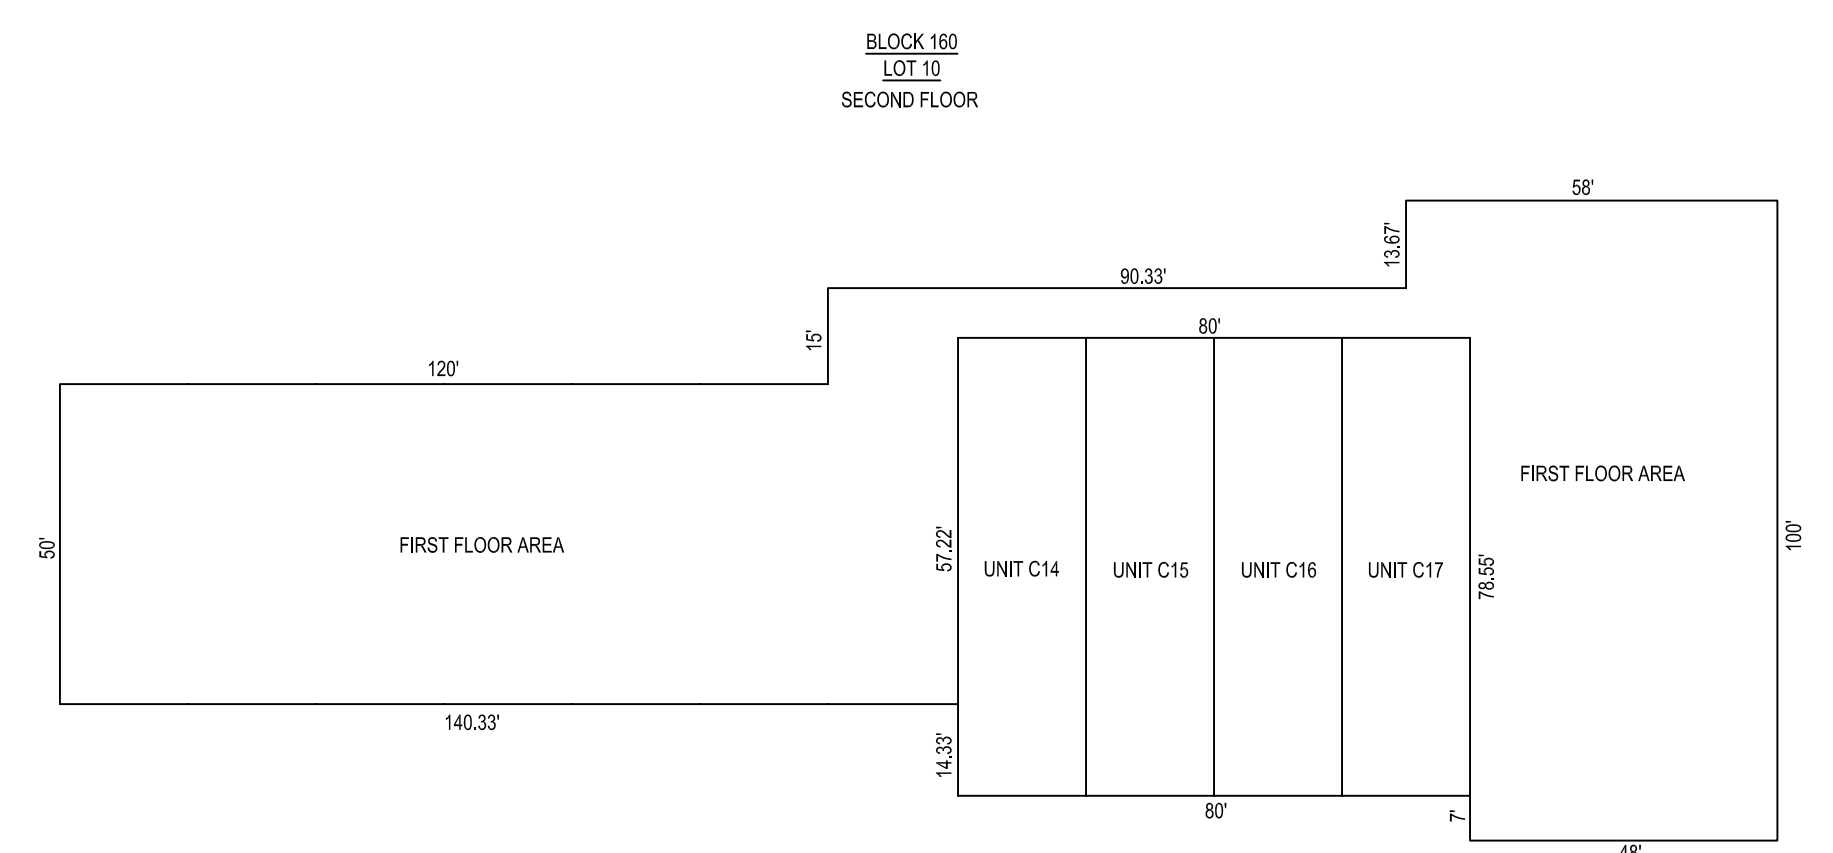 BLOCK 160
LOT 10
SECOND FLOOR
58'
13.67'
90.33'
15'
80'
120'
FIRST FLOOR AREA
50'
FIRST FLOOR AREA
57.22'
UNIT C14
UNIT C15
UNIT C16
UNIT C17
78.55'
100'
140.33'
14.33'
80'
7'
48'